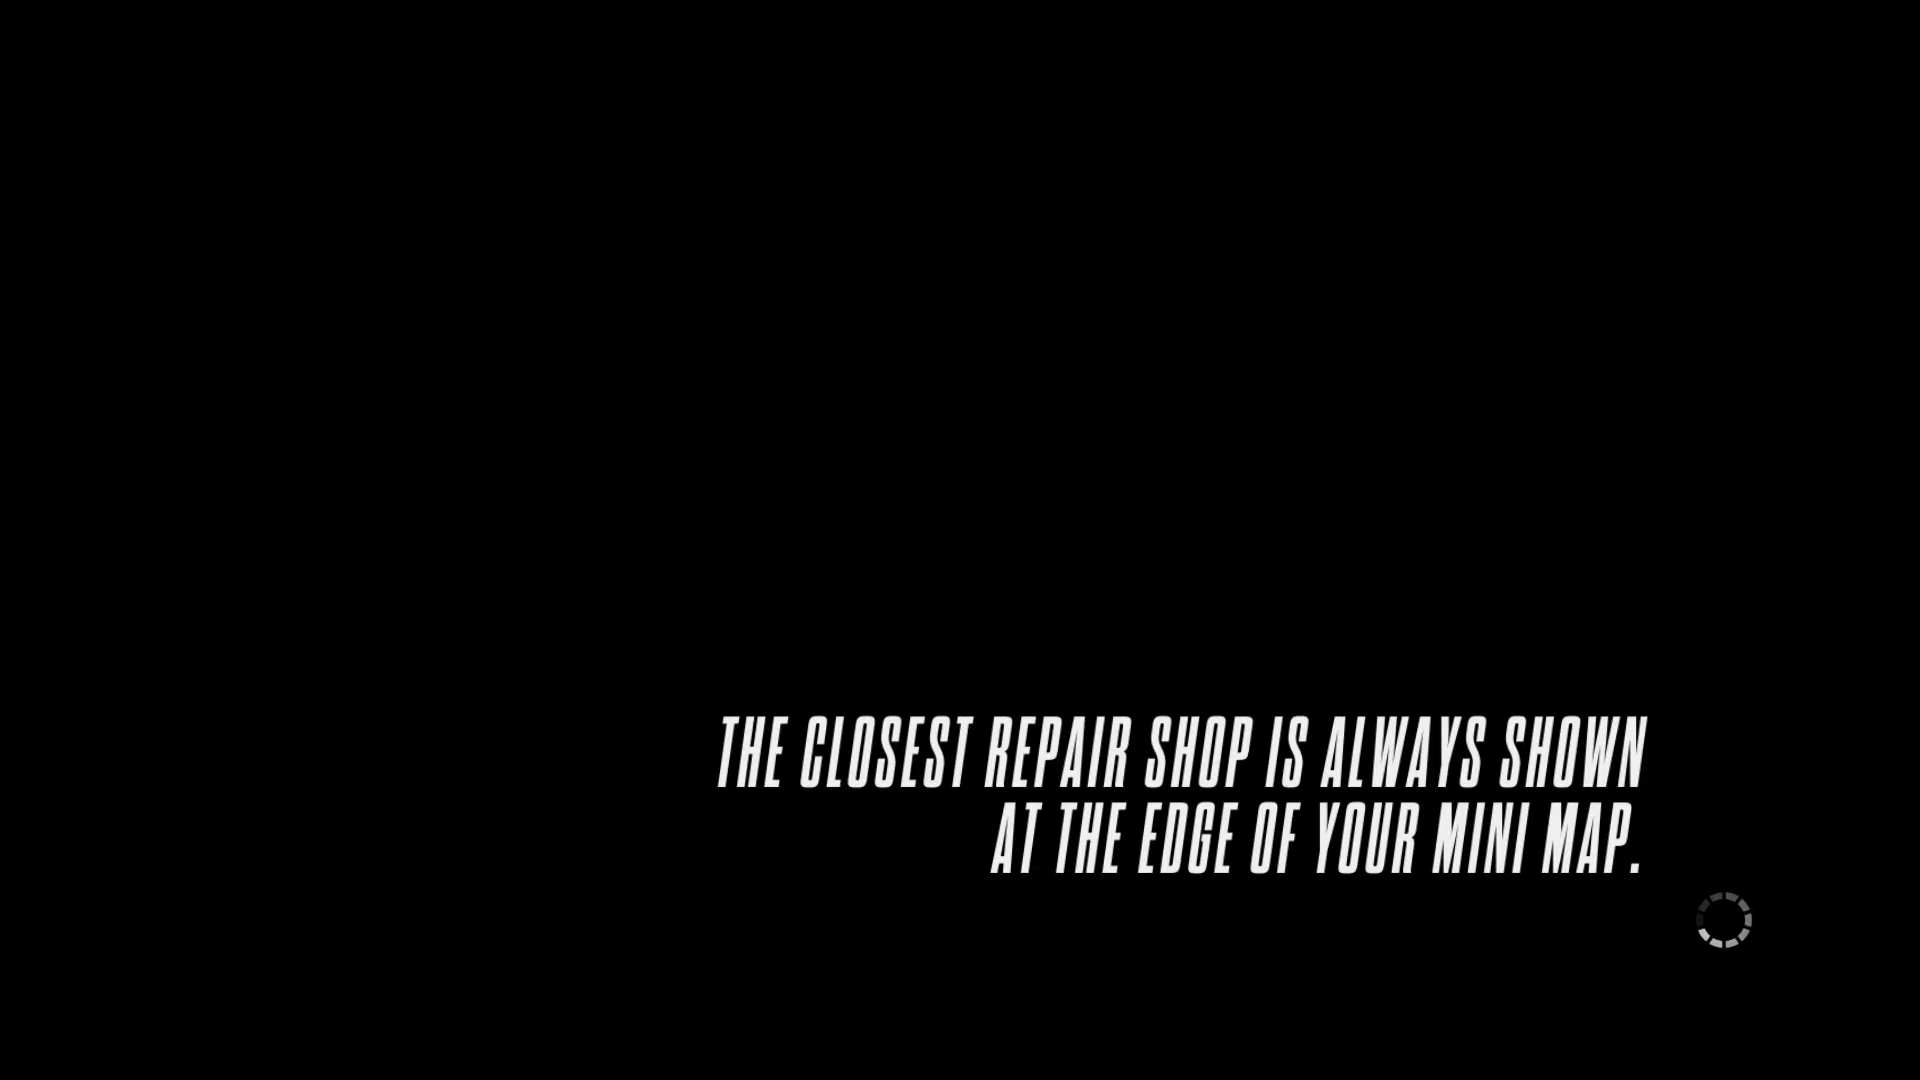 THE CLOSEST REPAIR SHOP IS ALWAYS SHOWN
AT THE EDGE OF YOUR MINI MAP.